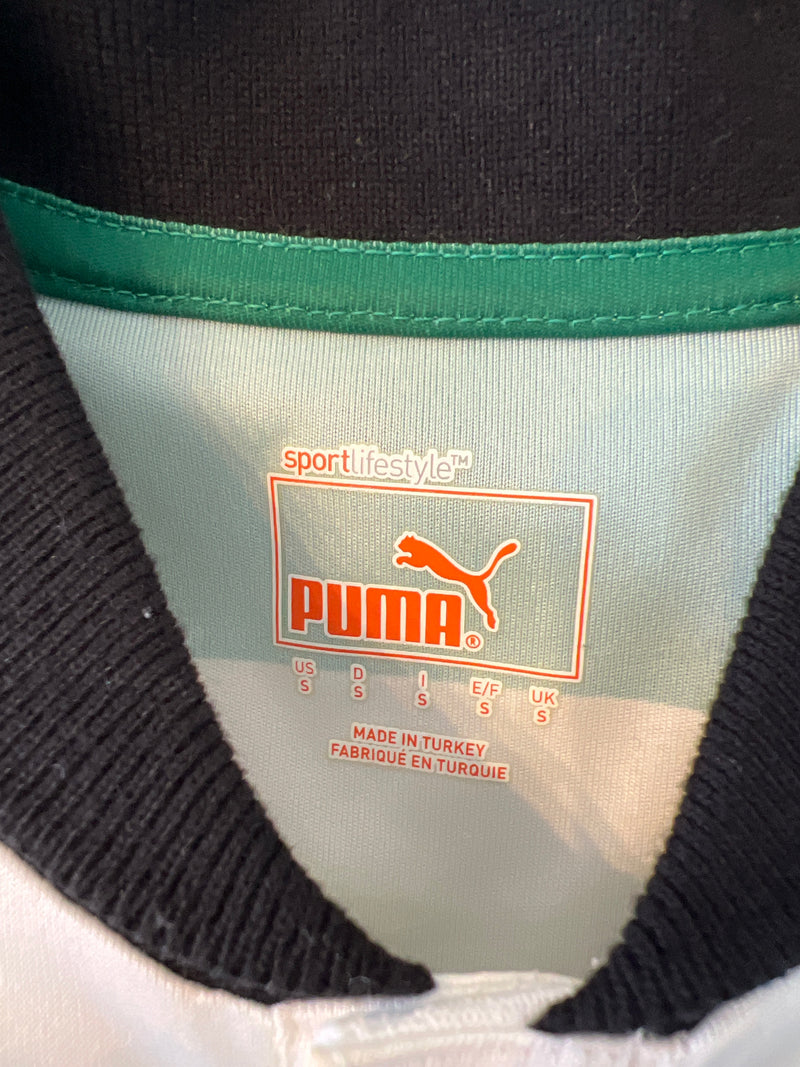 sportlifestyle™
PUMA®
US D I E/F UK
S S S S S
MADE IN TURKEY
FABRIQUÉ EN TURQUIE